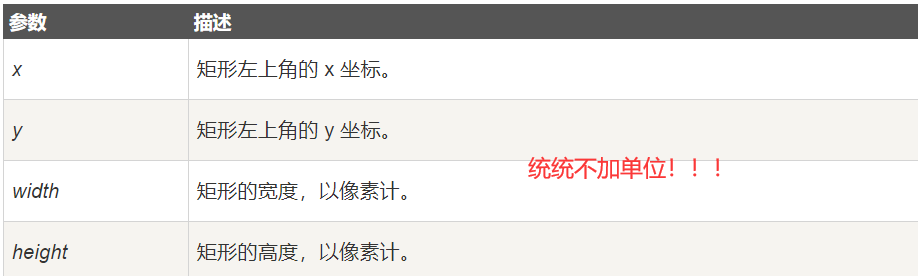 参数 描述
x 矩形左上角的 x 坐标。
y 矩形左上角的 y 坐标。
统统不加单位！！！
width 矩形的宽度，以像素计。
height 矩形的高度，以像素计。